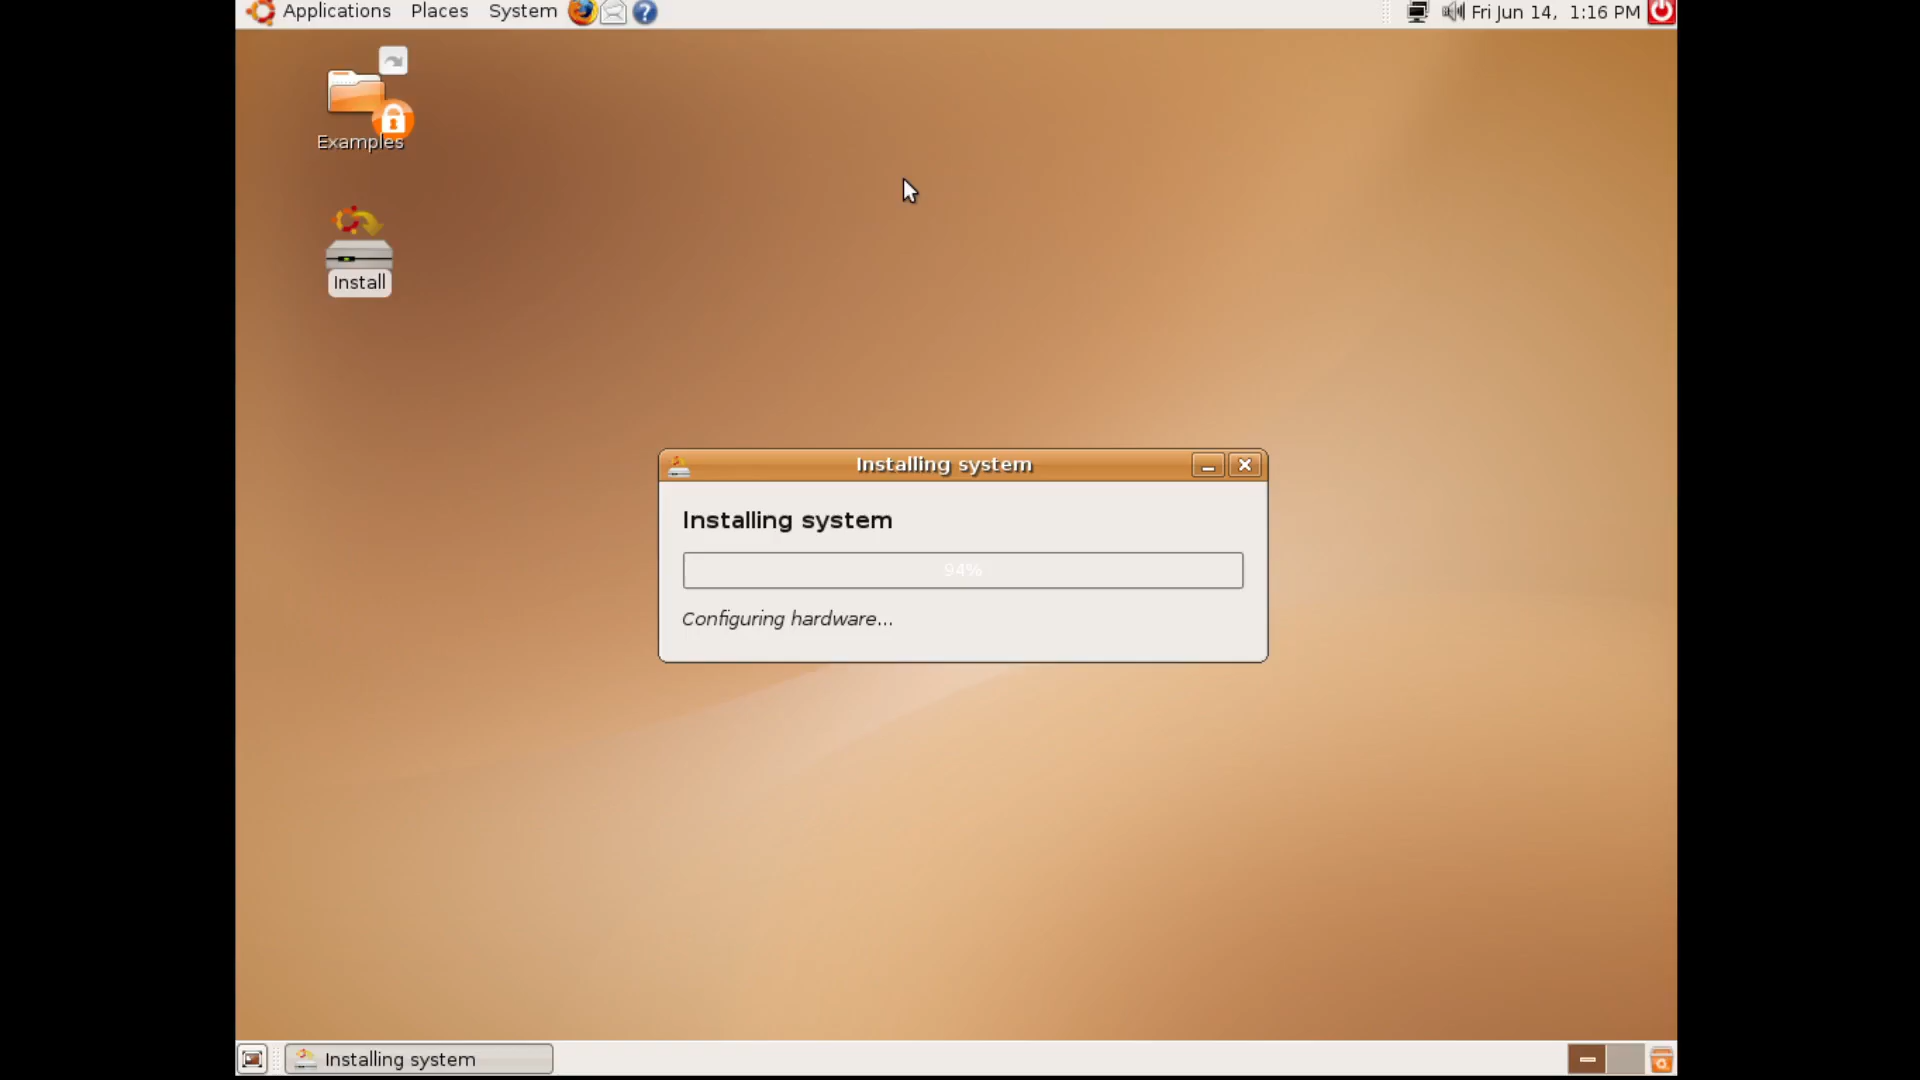 Applications Places System
Fri Jun 14, 1:16 PM
Examples
Install
Installing system
Installing system
94%
Configuring hardware...
Installing system